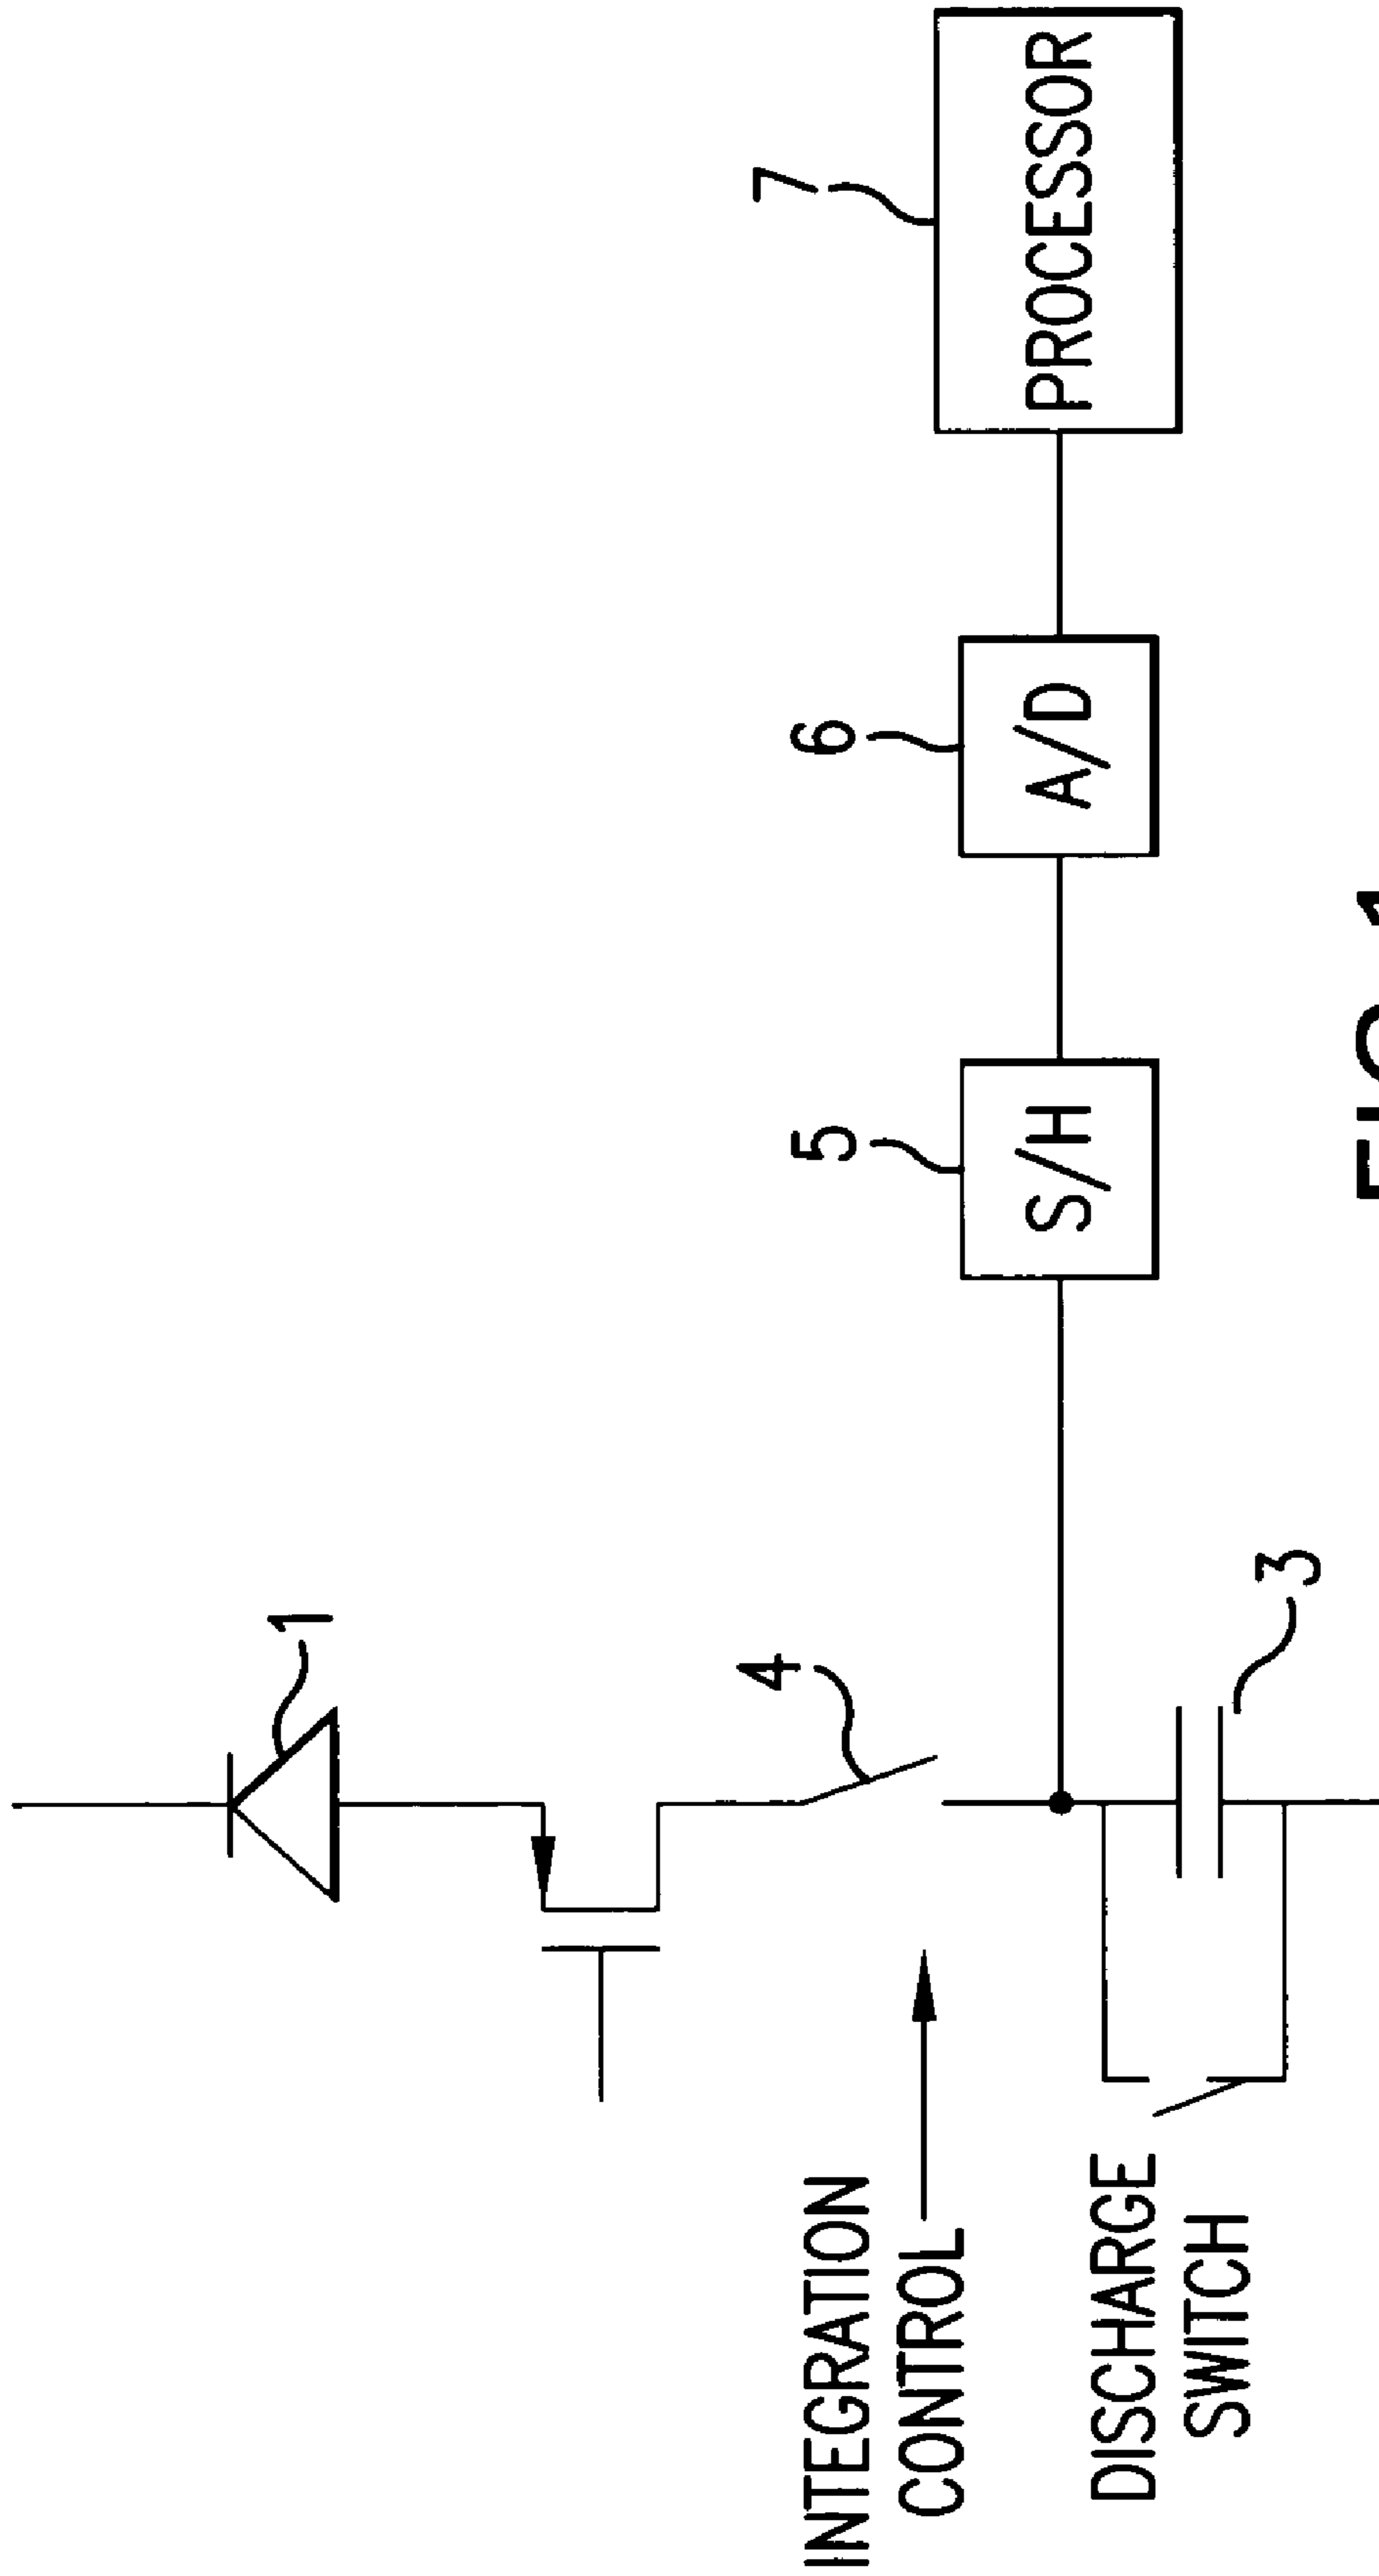 1
4
7
5
6
INTEGRATION
CONTROL
S/H
A/D
PROCESSOR
DISCHARGE
SWITCH
3